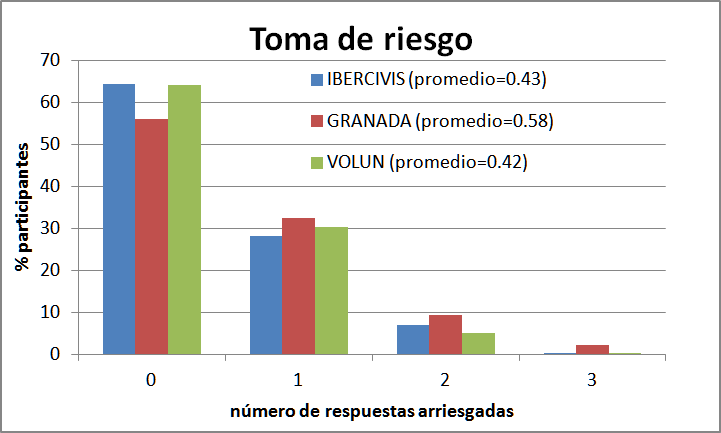 Toma de riesgo
70
60
50
40
30
20
10
0
% participantes
IBERCIVIS (promedio=0.43)
GRANADA (promedio=0.58)
VOLUN (promedio=0.42)
0 1 2 3
número de respuestas arriesgadas